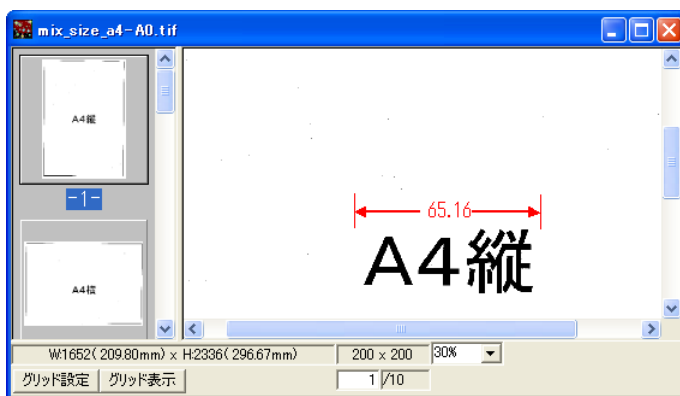 mix_size_a4-A0.tif
A4縦
-1-
A4横
65.16
A4縦
W:1652( 209.80mm) x H:2336( 296.67mm)
200 x 200
30%
グリッド設定
グリッド表示
1 /10